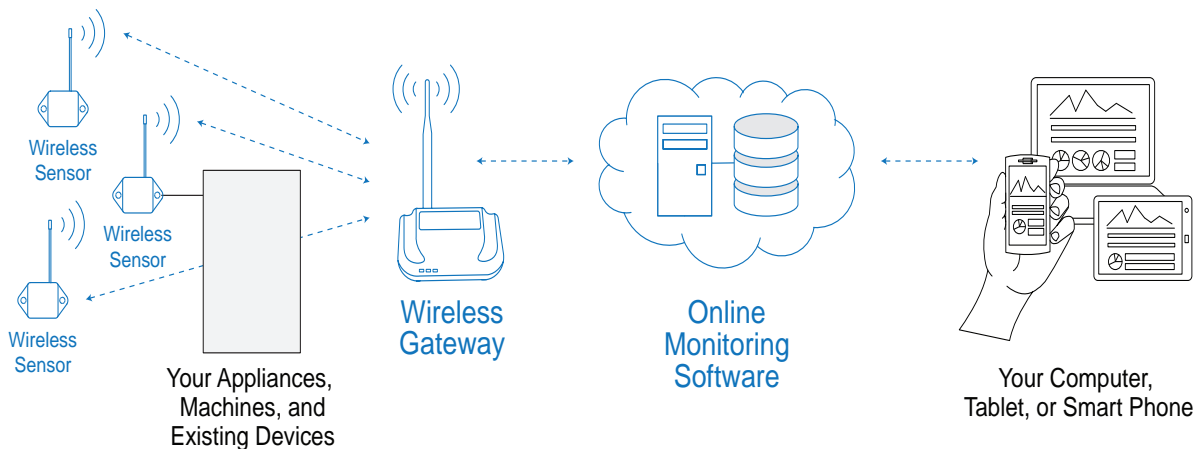 Wireless
Sensor
Wireless
Sensor
Wireless
Sensor
Your Appliances,
Machines, and
Existing Devices
Wireless
Gateway
Online
Monitoring
Software
Your Computer,
Tablet, or Smart Phone